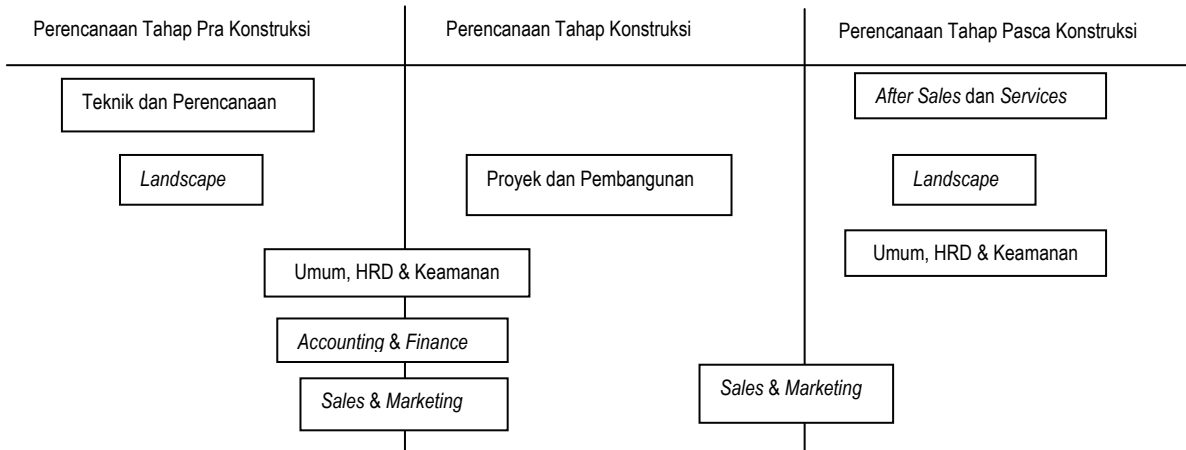 Perencanaan Tahap Pra Konstruksi
Perencanaan Tahap Konstruksi
Perencanaan Tahap Pasca Konstruksi
Teknik dan Perencanaan
After Sales dan Services
Landscape
Proyek dan Pembangunan
Landscape
Umum, HRD & Keamanan
Umum, HRD & Keamanan
Accounting & Finance
Sales & Marketing
Sales & Marketing